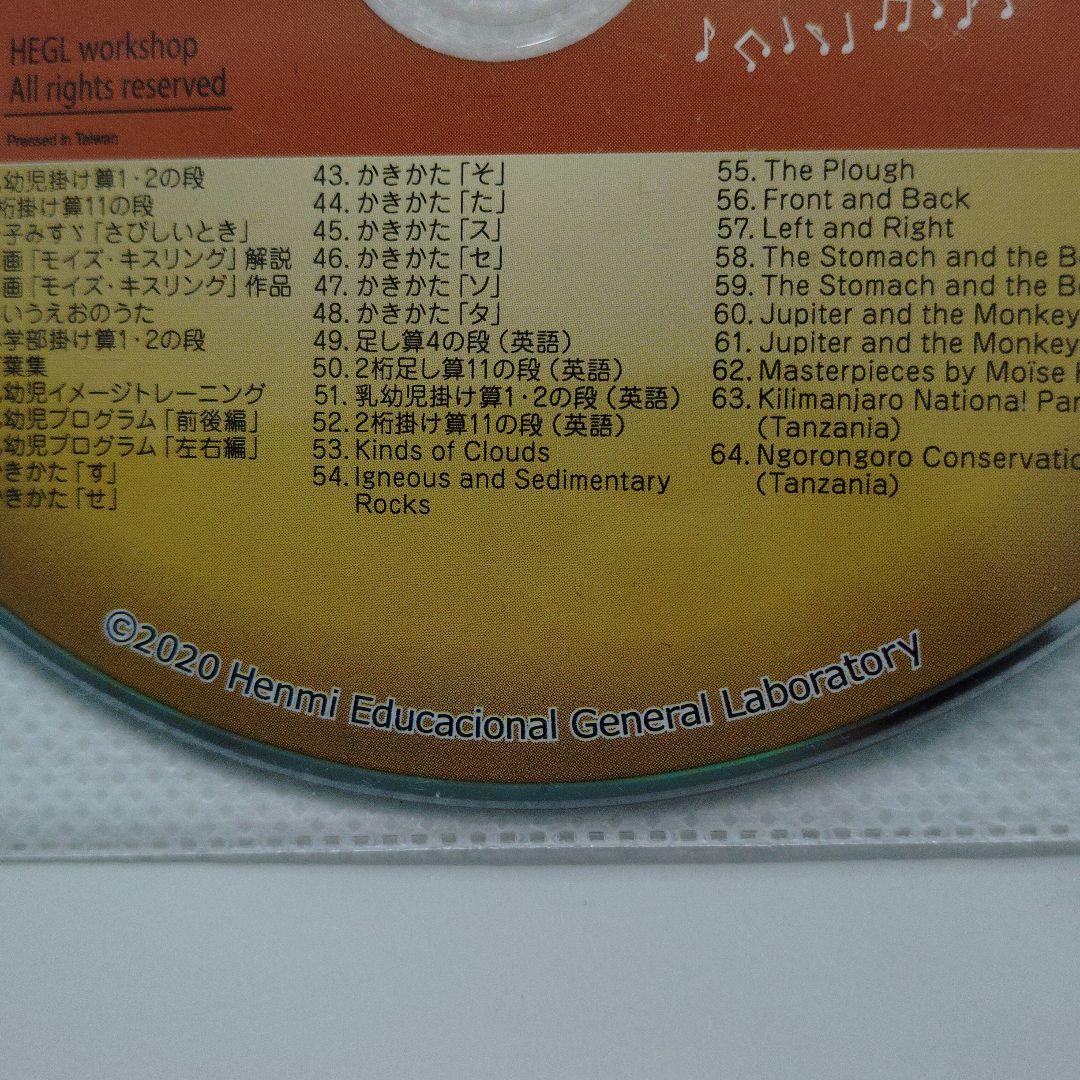 HEGL workshop
All rights reserved
Pressed in Taiwan
幼児掛け算1・2の段
桁掛け算11の段
子みすゞ「さびしいとき」
画「モイズ・キスリング」解説
画「モイズ・キスリング」作品
いうえおのうた
学部掛け算1・2の段
葉集
幼児イメージトレーニング
幼児プログラム「前後編」
幼児プログラム「左右編」
きかた「す」
きかた「せ」
43. かきかた「そ」
44. かきかた「た」
45. かきかた「ス」
46. かきかた「セ」
47. かきかた「ソ」
48. かきかた「タ」
49. 足し算4の段（英語）
50. 2桁足し算11の段（英語）
51. 乳幼児掛け算1・2の段（英語）
52. 2桁掛け算11の段（英語）
53. Kinds of Clouds
54. Igneous and Sedimentary
Rocks
55. The Plough
56. Front and Back
57. Left and Right
58. The Stomach and the
59. The Stomach and the
60. Jupiter and the Monkey
61. Jupiter and the Monkey
62. Masterpieces by Moïse
63. Kilimanjaro National Par
(Tanzania)
64. Ngorongoro Conservatio
(Tanzania)
©2020 Henmi Educacional General Laboratory